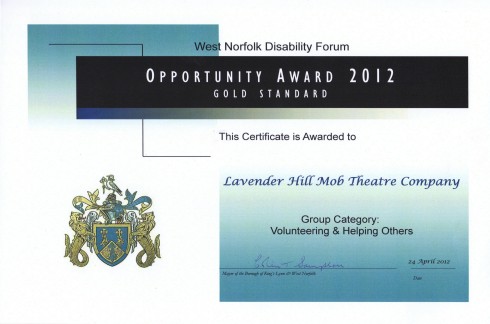 West Norfolk Disability Forum
OPPORTUNITY AWARD 2012
GOLD STANDARD
This Certificate is Awarded to
Lavender Hill Mob Theatre Company
Group Category:
Volunteering & Helping Others
24 April 2012
Mayor of the Borough of King's Lynn & West Norfolk
Date